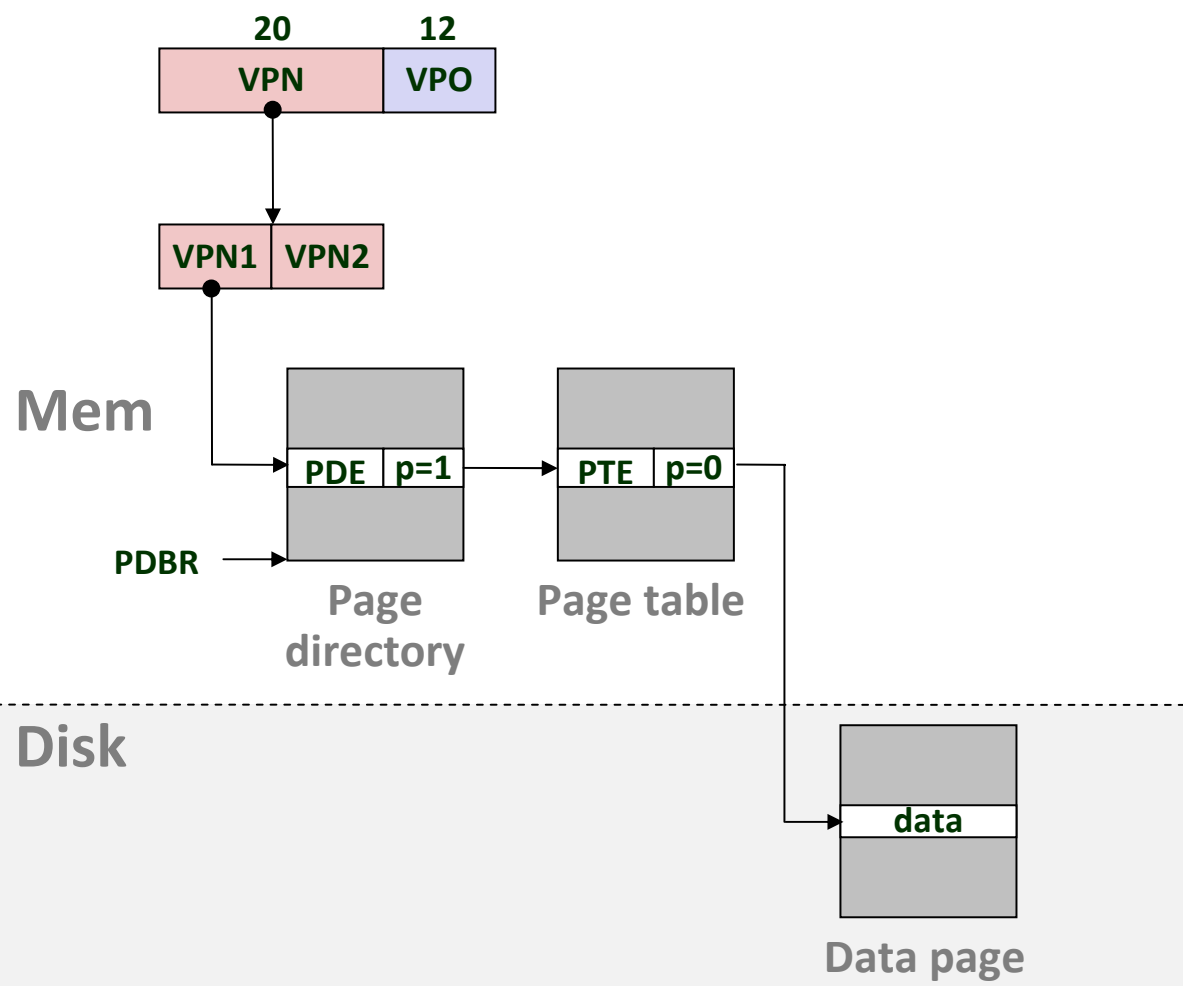 20 12
VPN VPO
VPN1 VPN2
Mem
PDE p=1 PTE p=0
PDBR
Page
directory
Page table
Disk
data
Data page